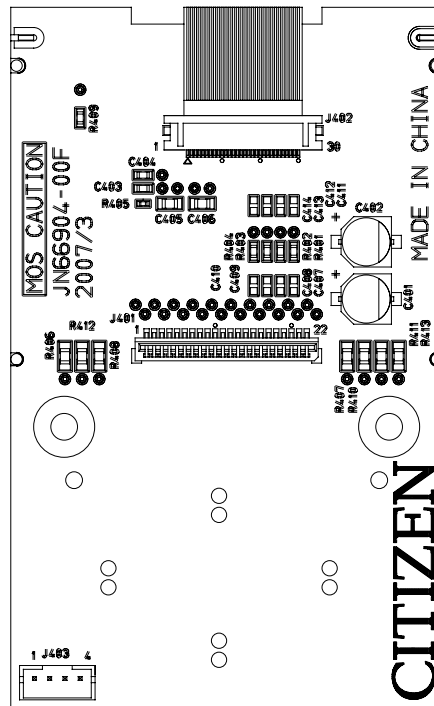 J402
1
30
R409
C404
C403
R405
C405
C406
MOS CAUTION
JN66904-00F
2007/3
MADE IN CHINA
C414
C413
C412
C411
+
C402
R404
R403
R402
R401
C410
C409
C408
C407
+
C401
J401
1
22
R406
R412
R408
R411
R413
R407
R410
CITIZEN
1
J403
4